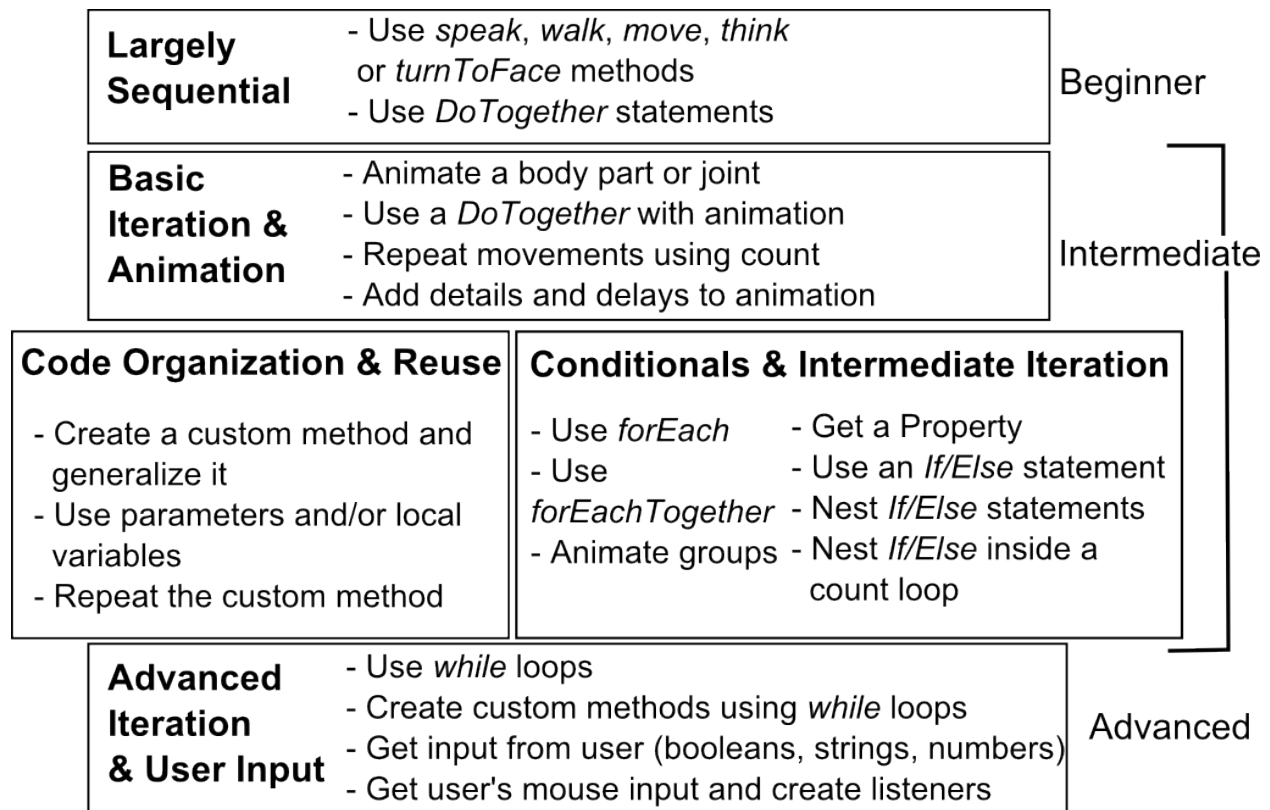 Largely
Sequential
- Use speak, walk, move, think
or turnToFace methods
- Use DoTogether statements
Beginner
Basic
Iteration &
Animation
- Animate a body part or joint
- Use a DoTogether with animation
- Repeat movements using count
- Add details and delays to animation
Intermediate
Code Organization & Reuse
- Create a custom method and
generalize it
- Use parameters and/or local
variables
- Repeat the custom method
Conditionals & Intermediate Iteration
- Use forEach
- Use
forEachTogether
- Animate groups
- Get a Property
- Use an If/Else statement
- Nest If/Else statements
- Nest If/Else inside a
count loop
Advanced
Iteration
& User Input
- Use while loops
- Create custom methods using while loops
- Get input from user (booleans, strings, numbers)
- Get user's mouse input and create listeners
Advanced